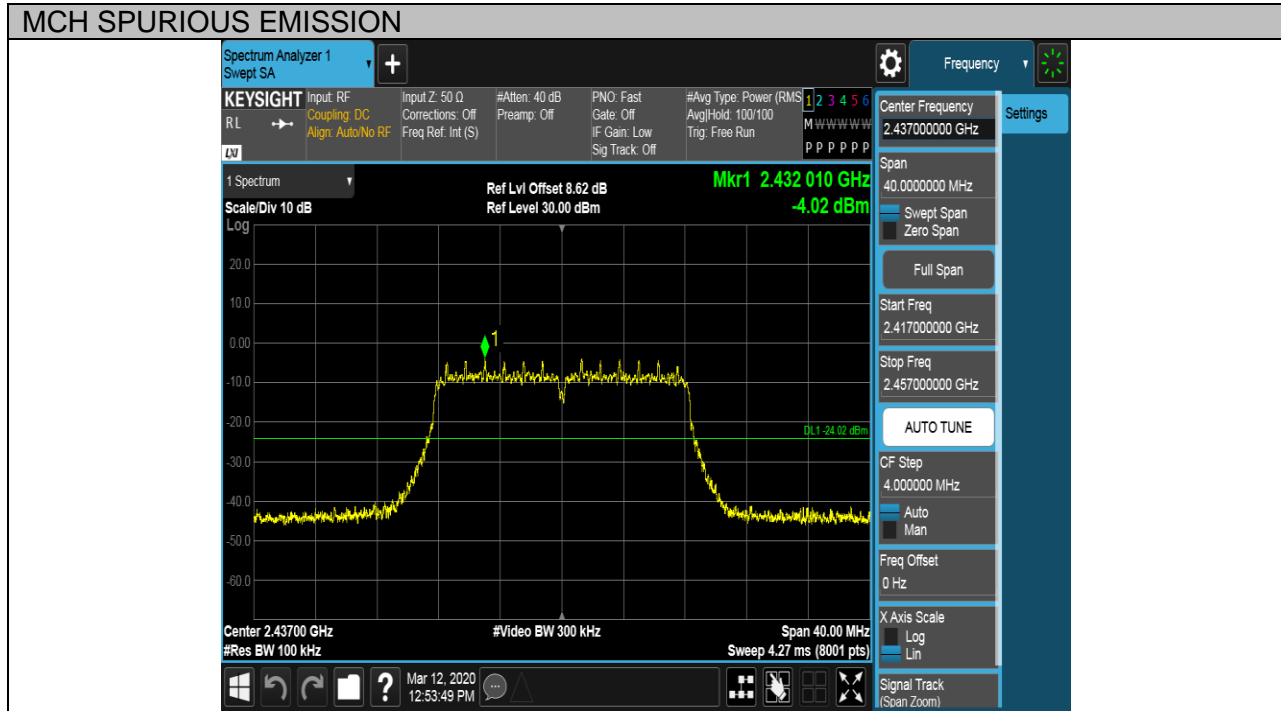 MCH SPURIOUS EMISSION
Spectrum Analyzer 1
Swept SA
+
Frequency
KEYSIGHT
RL
LXI
Input: RF
Coupling: DC
Align: Auto/No RF
Input Z: 50 Ω
Corrections: Off
Freq Ref: Int (S)
#Atten: 40 dB
Preamp: Off
PNO: Fast
Gate: Off
IF Gain: Low
Sig Track: Off
#Avg Type: Power (RMS
Avg|Hold: 100/100
Trig: Free Run
1 2 3 4 5 6
M W W W W W
P P P P P P
1 Spectrum
Scale/Div 10 dB
Log
Ref Lvl Offset 8.62 dB
Ref Level 30.00 dBm
Mkr1 2.432 010 GHz
-4.02 dBm
20.0
10.0
0.00
-10.0
-20.0
-30.0
-40.0
-50.0
-60.0
1
DL1 -24.02 dBm
Center 2.43700 GHz
#Res BW 100 kHz
#Video BW 300 kHz
Span 40.00 MHz
Sweep 4.27 ms (8001 pts)
?
Mar 12, 2020
12:53:49 PM
Center Frequency
2.437000000 GHz
Settings
Span
40.0000000 MHz
Swept Span
Zero Span
Full Span
Start Freq
2.417000000 GHz
Stop Freq
2.457000000 GHz
AUTO TUNE
CF Step
4.000000 MHz
Auto
Man
Freq Offset
0 Hz
X Axis Scale
Log
Lin
Signal Track
(Span Zoom)